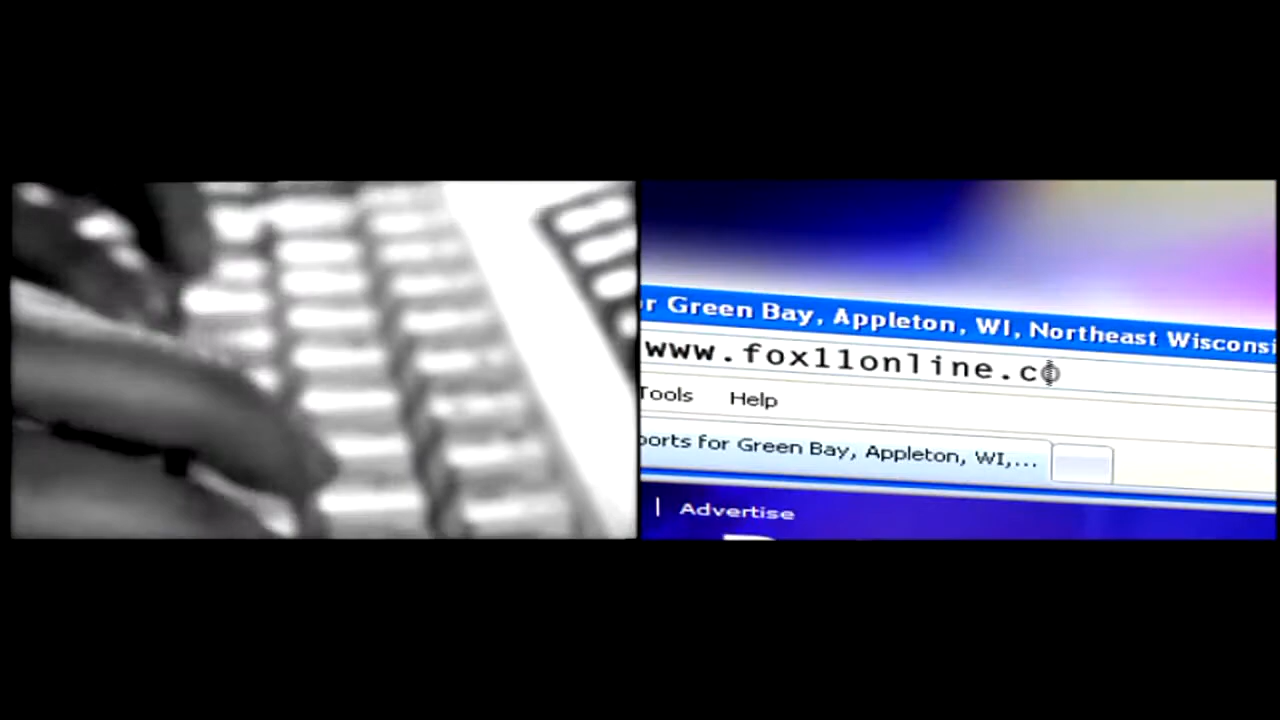 r Green Bay, Appleton, WI, Northeast Wisconsi
www.fox11online.co
Tools Help
ports for Green Bay, Appleton, WI,...
| Advertise